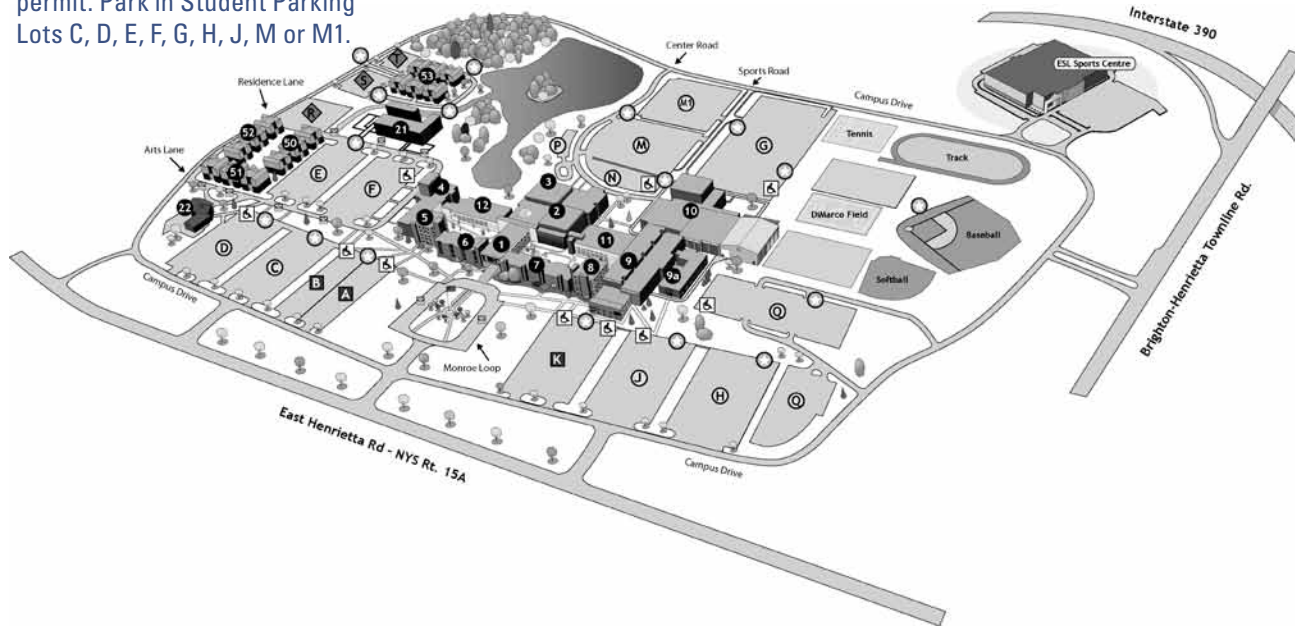 permit. Park in Student Parking
Lots C, D, E, F, G, H, J, M or M1.
Interstate 390
Center Road
ESL Sports Centre
Sports Road
T
53
S
Residence Lane
Campus Drive
M1
R
52
21
Tennis
50
P
M
G
Arts Lane
Track
51
E
F
N
3
4
22
12
2
10
DiMarco Field
5
Baseball
6
1
11
D
7
8
9
9a
C
Softball
B
A
Campus Drive
Q
Brighton-Henrietta Townline Rd.
Monroe Loop
K
J
H
Q
East Henrietta Rd - NYS Rt. 15A
Campus Drive